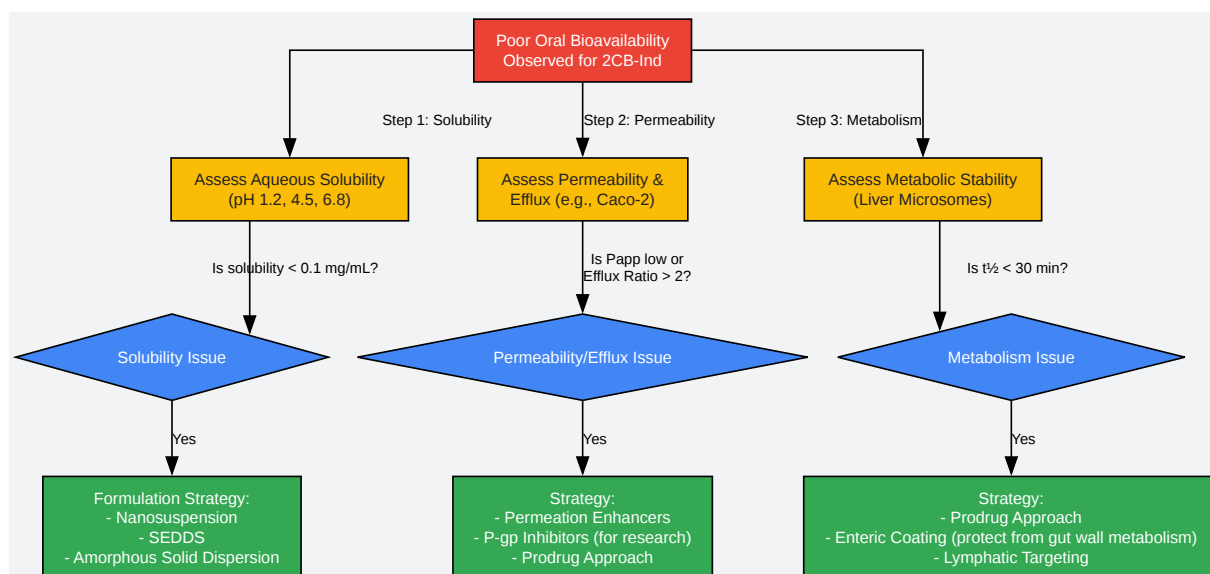 Poor Oral Bioavailability
Observed for 2CB-Ind
Step 1: Solubility
Step 2: Permeability
Step 3: Metabolism
Assess Aqueous Solubility
(pH 1.2, 4.5, 6.8)
Assess Permeability &
Efflux (e.g., Caco-2)
Assess Metabolic Stability
(Liver Microsomes)
Is solubility < 0.1 mg/mL?
Is Papp low or
Efflux Ratio > 2?
Is t½ < 30 min?
Solubility Issue
Permeability/Efflux Issue
Metabolism Issue
Yes
Yes
Yes
Formulation Strategy:
- Nanosuspension
- SEDDS
- Amorphous Solid Dispersion
Strategy:
- Permeation Enhancers
- P-gp Inhibitors (for research)
- Prodrug Approach
Strategy:
- Prodrug Approach
- Enteric Coating (protect from gut wall metabolism)
- Lymphatic Targeting